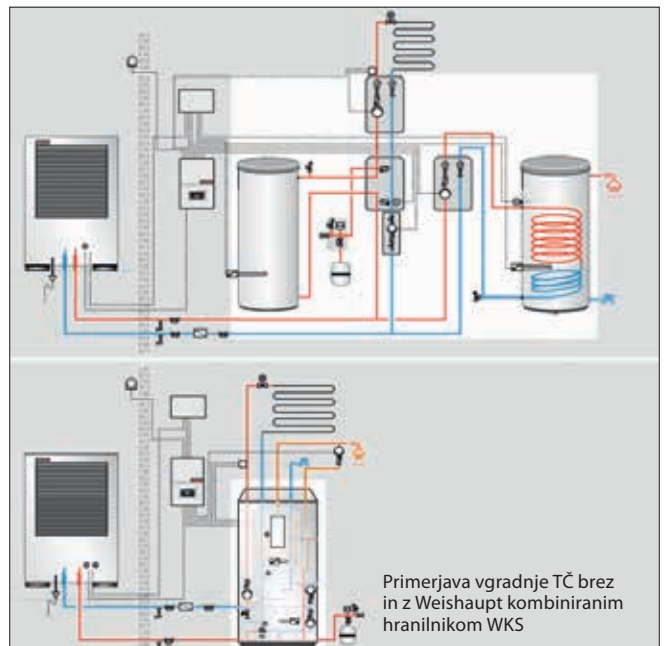 Primerjava vgradnje TČ brez
in z Weishaupt kombiniranim
hranilnikom WKS